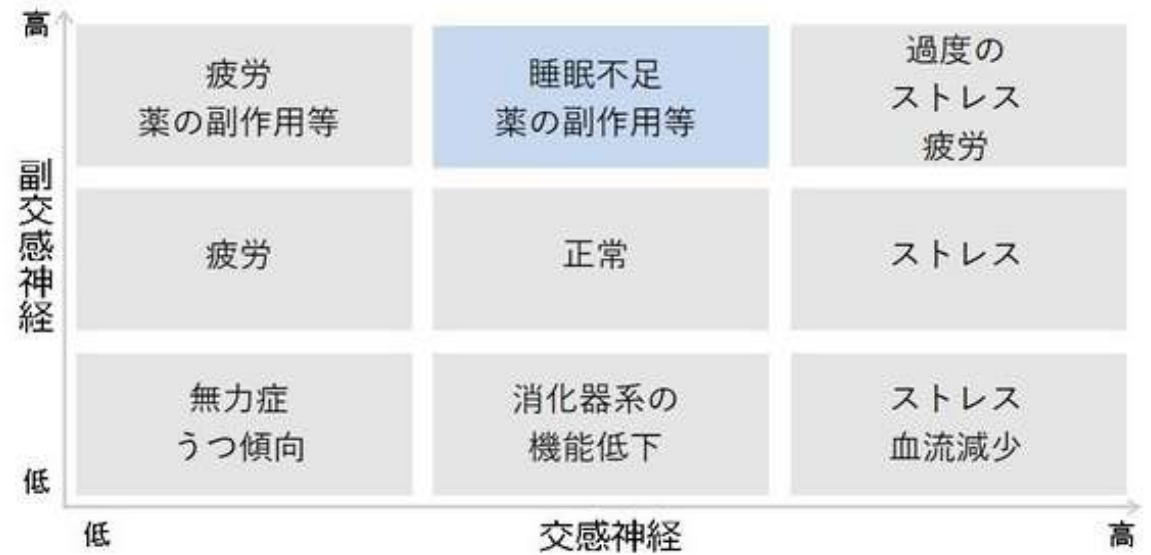 高
疲労
薬の副作用等
睡眠不足
薬の副作用等
過度の
ストレス
疲労
副交感神経
疲労
正常
ストレス
無力症
うつ傾向
消化器系の
機能低下
ストレス
血流減少
低
低
交感神経
高